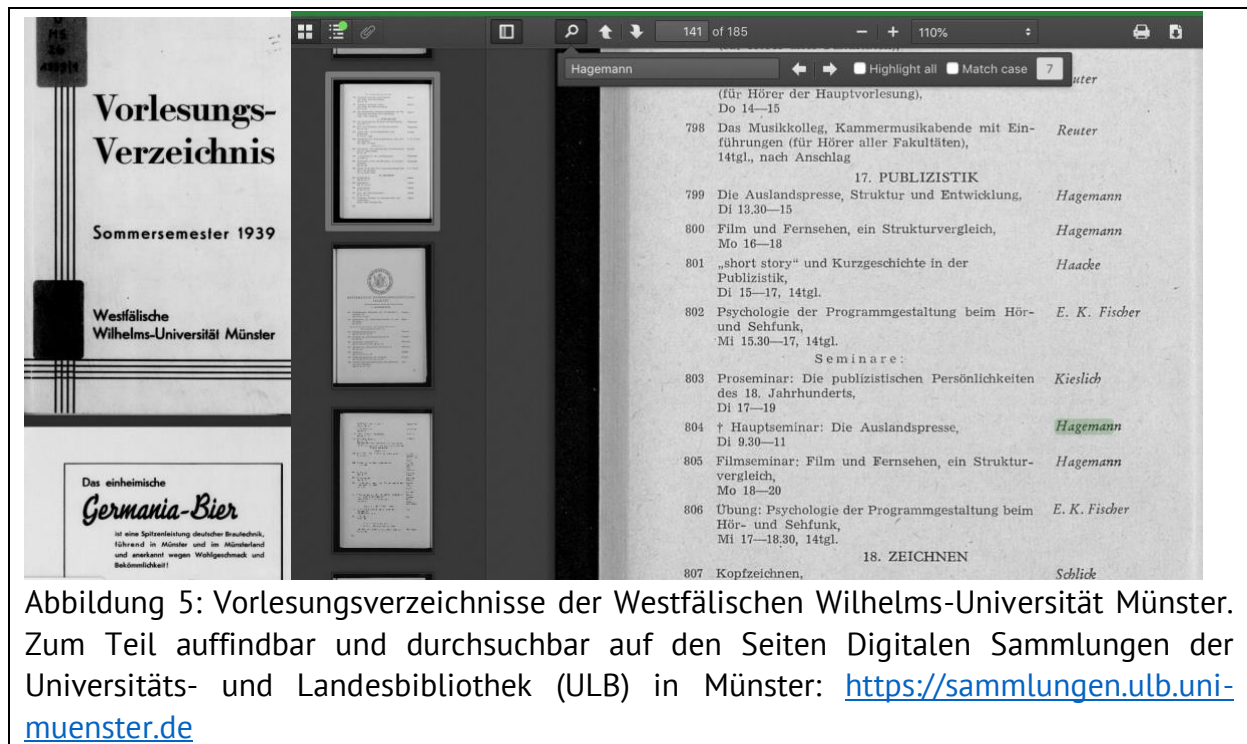 Vorlesungs-
Verzeichnis
Sommersemester 1939
Westfälische
Wilhelms-Universität Münster
Das einheimische
Germania-Bier
ist eine Spitzenleistung deutscher Brautechnik,
führend in Münster und im Münsterland
und anerkannt wegen Wohlgeschmack und
Bekömmlichkeit!
141 of 185
110%
Hagemann
Highlight all
Match case
7
(für Hörer der Hauptvorlesung),
Do 14—15
798 Das Musikkolleg, Kammermusikabende mit Ein- Reuter
führungen (für Hörer aller Fakultäten),
14tgl., nach Anschlag
17. PUBLIZISTIK
799 Die Auslandspresse, Struktur und Entwicklung, Hagemann
Di 13.30—15
800 Film und Fernsehen, ein Strukturvergleich, Hagemann
Mo 16—18
801 „short story“ und Kurzgeschichte in der Haacke
Publizistik,
Di 15—17, 14tgl.
802 Psychologie der Programmgestaltung beim Hör- E. K. Fischer
und Sehfunk,
Mi 15.30—17, 14tgl.
Seminare:
803 Proseminar: Die publizistischen Persönlichkeiten Kieslich
des 18. Jahrhunderts,
Di 17—19
804 † Hauptseminar: Die Auslandspresse, Hagemann
Di 9.30—11
805 Filmseminar: Film und Fernsehen, ein Struktur- Hagemann
vergleich,
Mo 18—20
806 Übung: Psychologie der Programmgestaltung beim E. K. Fischer
Hör- und Sehfunk,
Mi 17—18.30, 14tgl.
18. ZEICHNEN
807 Kopfzeichnen, Schlick
Abbildung 5: Vorlesungsverzeichnisse der Westfälischen Wilhelms-Universität Münster.
Zum Teil auffindbar und durchsuchbar auf den Seiten Digitalen Sammlungen der
Universitäts- und Landesbibliothek (ULB) in Münster: https://sammlungen.ulb.uni-
muenster.de